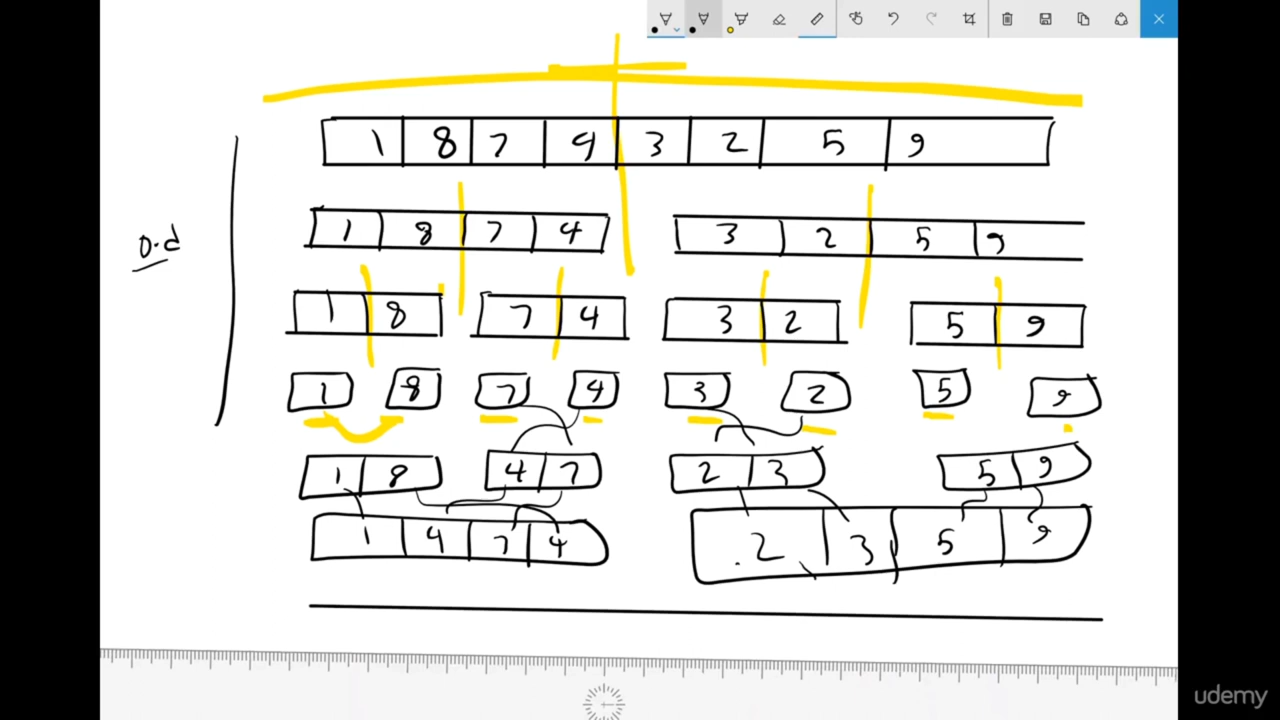 1 8 7 4 3 2 5 9
1 8 7 4 3 2 5 9
D.d
1 8 7 4 3 2 5 9
1 8 7 4 3 2 5 9
1 8 4 7 2 3 5 9
1 4 7 4 2 3 5 9
udemy